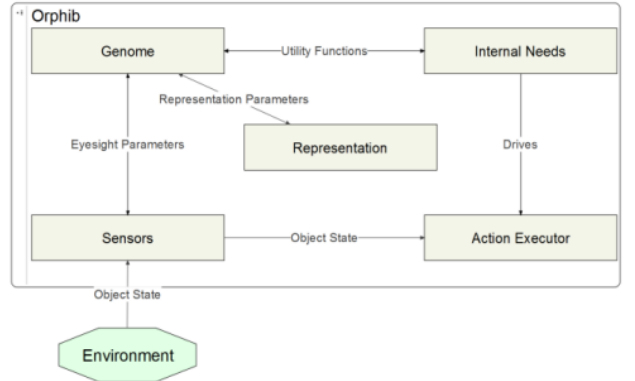 Orphib
Genome
Utility Functions
Internal Needs
Representation Parameters
Eyesight Parameters
Representation
Drives
Sensors
Object State
Action Executor
Object State
Environment